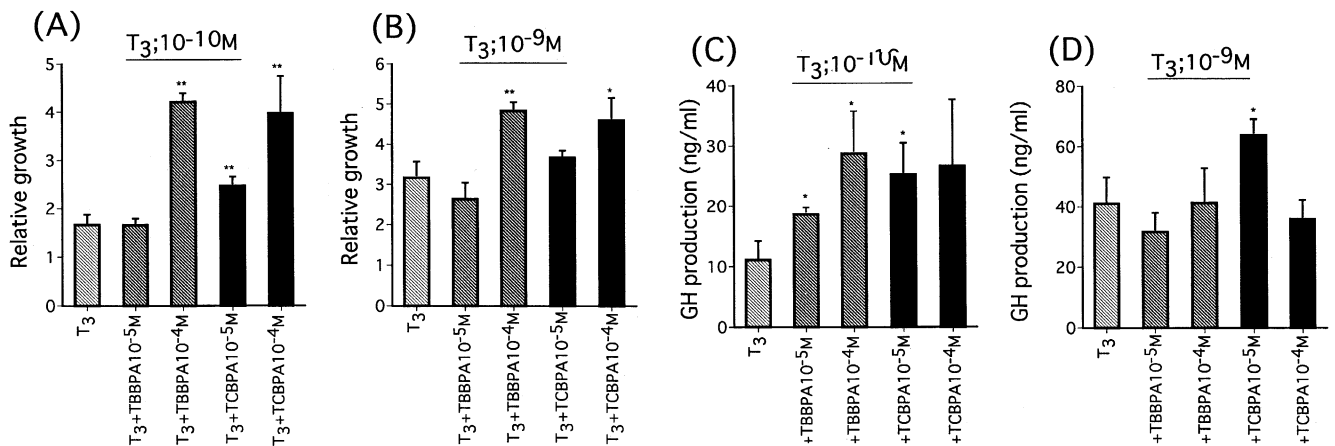 (A)
T3;10-10M
Relative growth
5
4
3
2
1
0
**
**
**
T3
T3+TBBPA10-5M
T3+TBBPA10-4M
T3+TCBPA10-5M
T3+TCBPA10-4M
(B)
T3;10-9M
Relative growth
6
5
4
3
2
1
0
**
*
T3
T3+TBBPA10-5M
T3+TBBPA10-4M
T3+TCBPA10-5M
T3+TCBPA10-4M
(C)
T3;10-10M
GH production (ng/ml)
40
30
20
10
0
*
*
*
T3
+TBBPA10-5M
+TBBPA10-4M
+TCBPA10-5M
+TCBPA10-4M
(D)
T3;10-9M
GH production (ng/ml)
80
60
40
20
0
*
T3
+TBBPA10-5M
+TBBPA10-4M
+TCBPA10-5M
+TCBPA10-4M